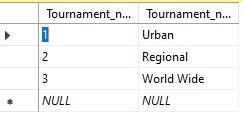 Tournament_n... Tournament_n...
1 Urban
2 Regional
3 World Wide
NULL NULL